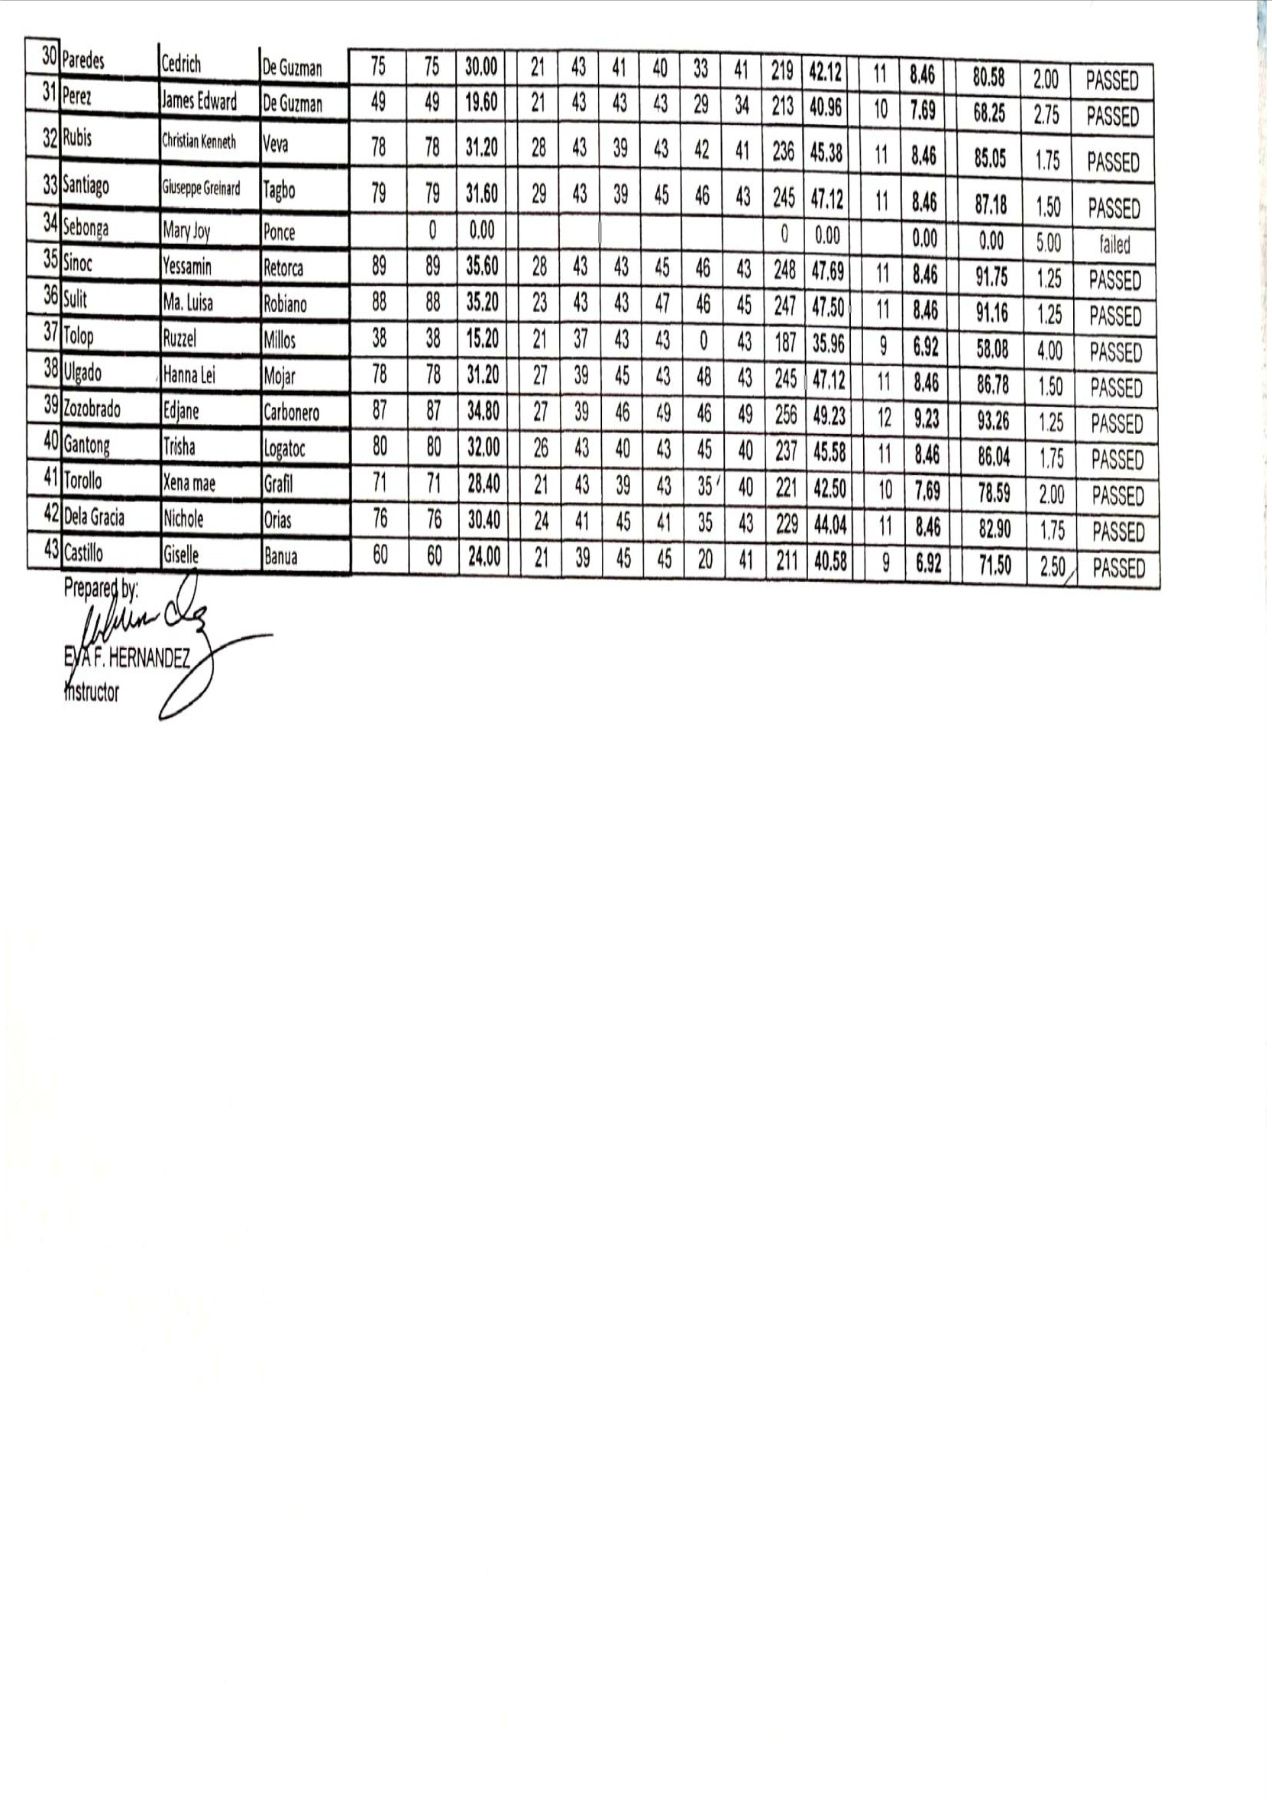 30 Paredes Cedrich De Guzman 75 75 30.00 21 43 41 40 33 41 219 42.12 11 8.46 80.58 2.00 PASSED
31 Perez James Edward De Guzman 49 49 19.60 21 43 43 43 29 34 213 40.96 10 7.69 68.25 2.75 PASSED
32 Rubis Christian Kenneth Veva 78 78 31.20 28 43 39 43 42 41 236 45.38 11 8.46 85.05 1.75 PASSED
33 Santiago Giuseppe Greinard Tagbo 79 79 31.60 29 43 39 45 46 43 245 47.12 11 8.46 87.18 1.50 PASSED
34 Sebonga Mary Joy Ponce 0 0.00 0 0.00 0.00 0.00 5.00 failed
35 Sinoc Yessamin Retorca 89 89 35.60 28 43 43 45 46 43 248 47.69 11 8.46 91.75 1.25 PASSED
36 Sulit Ma. Luisa Robiano 88 88 35.20 23 43 43 47 46 45 247 47.50 11 8.46 91.16 1.25 PASSED
37 Tolop Ruzzel Millos 38 38 15.20 21 37 43 43 0 43 187 35.96 9 6.92 58.08 4.00 PASSED
38 Ulgado Hanna Lei Mojar 78 78 31.20 27 39 45 43 48 43 245 47.12 11 8.46 86.78 1.50 PASSED
39 Zozobrado Edjane Carbonero 87 87 34.80 27 39 46 49 46 49 256 49.23 12 9.23 93.26 1.25 PASSED
40 Gantong Trisha Logatoc 80 80 32.00 26 43 40 43 45 40 237 45.58 11 8.46 86.04 1.75 PASSED
41 Torollo Xena mae Grafil 71 71 28.40 21 43 39 43 35 40 221 42.50 10 7.69 78.59 2.00 PASSED
42 Dela Gracia Nichole Orias 76 76 30.40 24 41 45 41 35 43 229 44.04 11 8.46 82.90 1.75 PASSED
43 Castillo Giselle Banua 60 60 24.00 21 39 45 45 20 41 211 40.58 9 6.92 71.50 2.50 PASSED
Prepared by:
EVA F. HERNANDEZ
Instructor